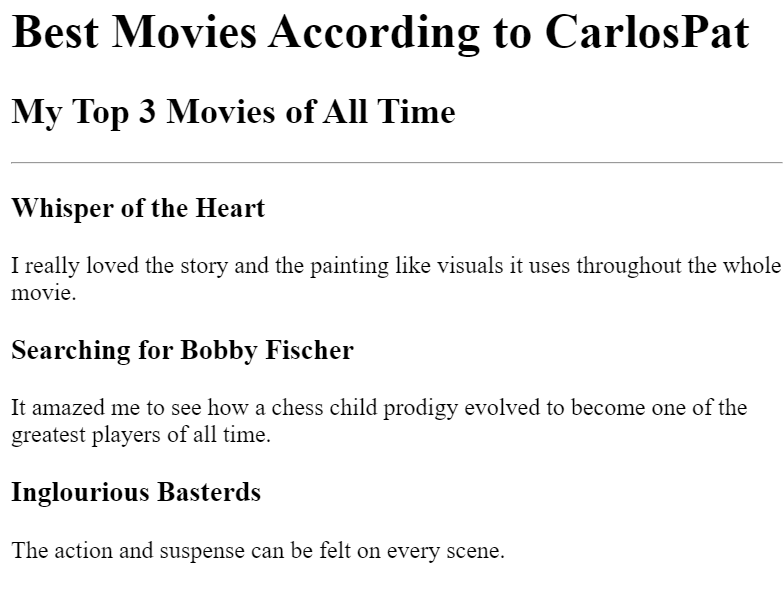 Best Movies According to CarlosPat
My Top 3 Movies of All Time
Whisper of the Heart
I really loved the story and the painting like visuals it uses throughout the whole
movie.
Searching for Bobby Fischer
It amazed me to see how a chess child prodigy evolved to become one of the
greatest players of all time.
Inglourious Basterds
The action and suspense can be felt on every scene.